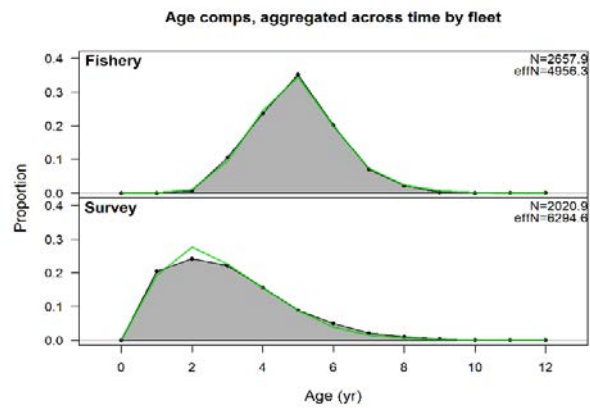 Age comps, aggregated across time by fleet
Fishery
N=2657.9
effN=4956.3
0.4
0.3
0.2
0.1
0.0
Survey
N=2020.9
effN=6294.6
0.4
0.3
0.2
0.1
0.0
Proportion
0 2 4 6 8 10 12
Age (yr)